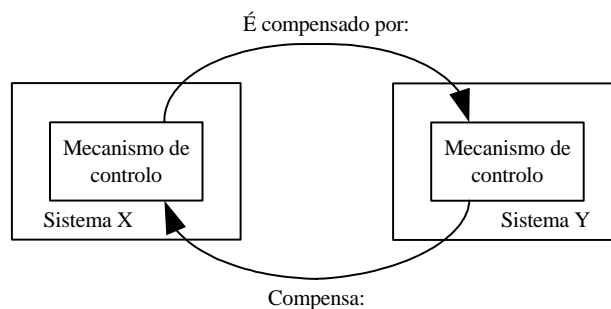 É compensado por:
Mecanismo de
controlo
Sistema X
Mecanismo de
controlo
Sistema Y
Compensa: